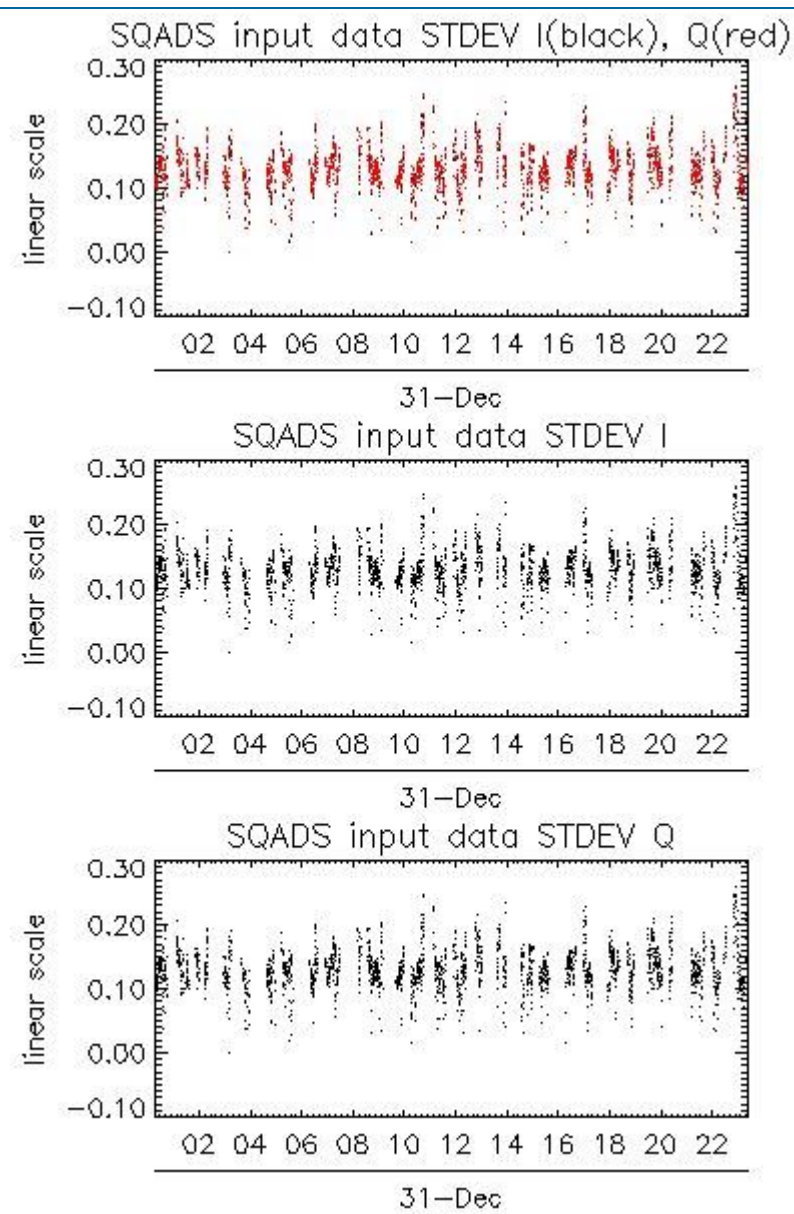 SQADS input data STDEV I(black), Q(red)
0.30
0.20
0.10
0.00
−0.10
linear scale
02 04 06 08 10 12 14 16 18 20 22
31−Dec
SQADS input data STDEV I
0.30
0.20
0.10
0.00
−0.10
linear scale
02 04 06 08 10 12 14 16 18 20 22
31−Dec
SQADS input data STDEV Q
0.30
0.20
0.10
0.00
−0.10
linear scale
02 04 06 08 10 12 14 16 18 20 22
31−Dec